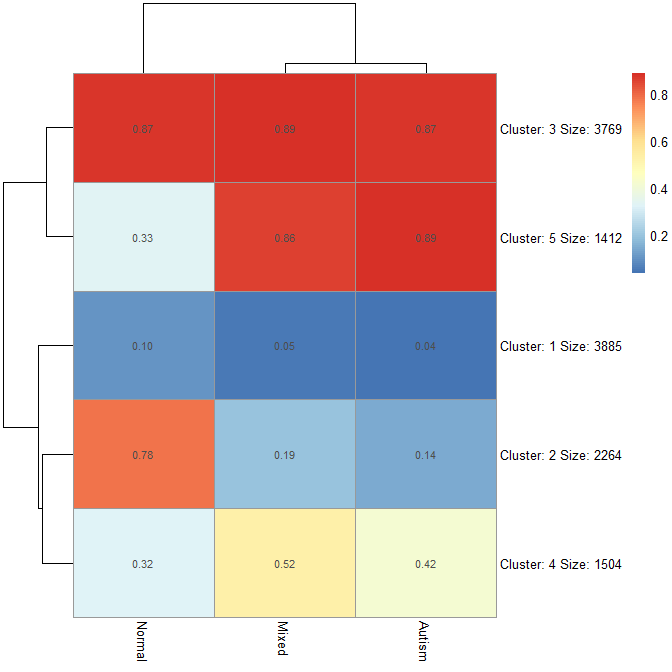 0.87 0.89 0.87 Cluster: 3 Size: 3769
0.33 0.86 0.89 Cluster: 5 Size: 1412
0.10 0.05 0.04 Cluster: 1 Size: 3885
0.78 0.19 0.14 Cluster: 2 Size: 2264
0.32 0.52 0.42 Cluster: 4 Size: 1504
Normal
Mixed
Autism
0.8
0.6
0.4
0.2